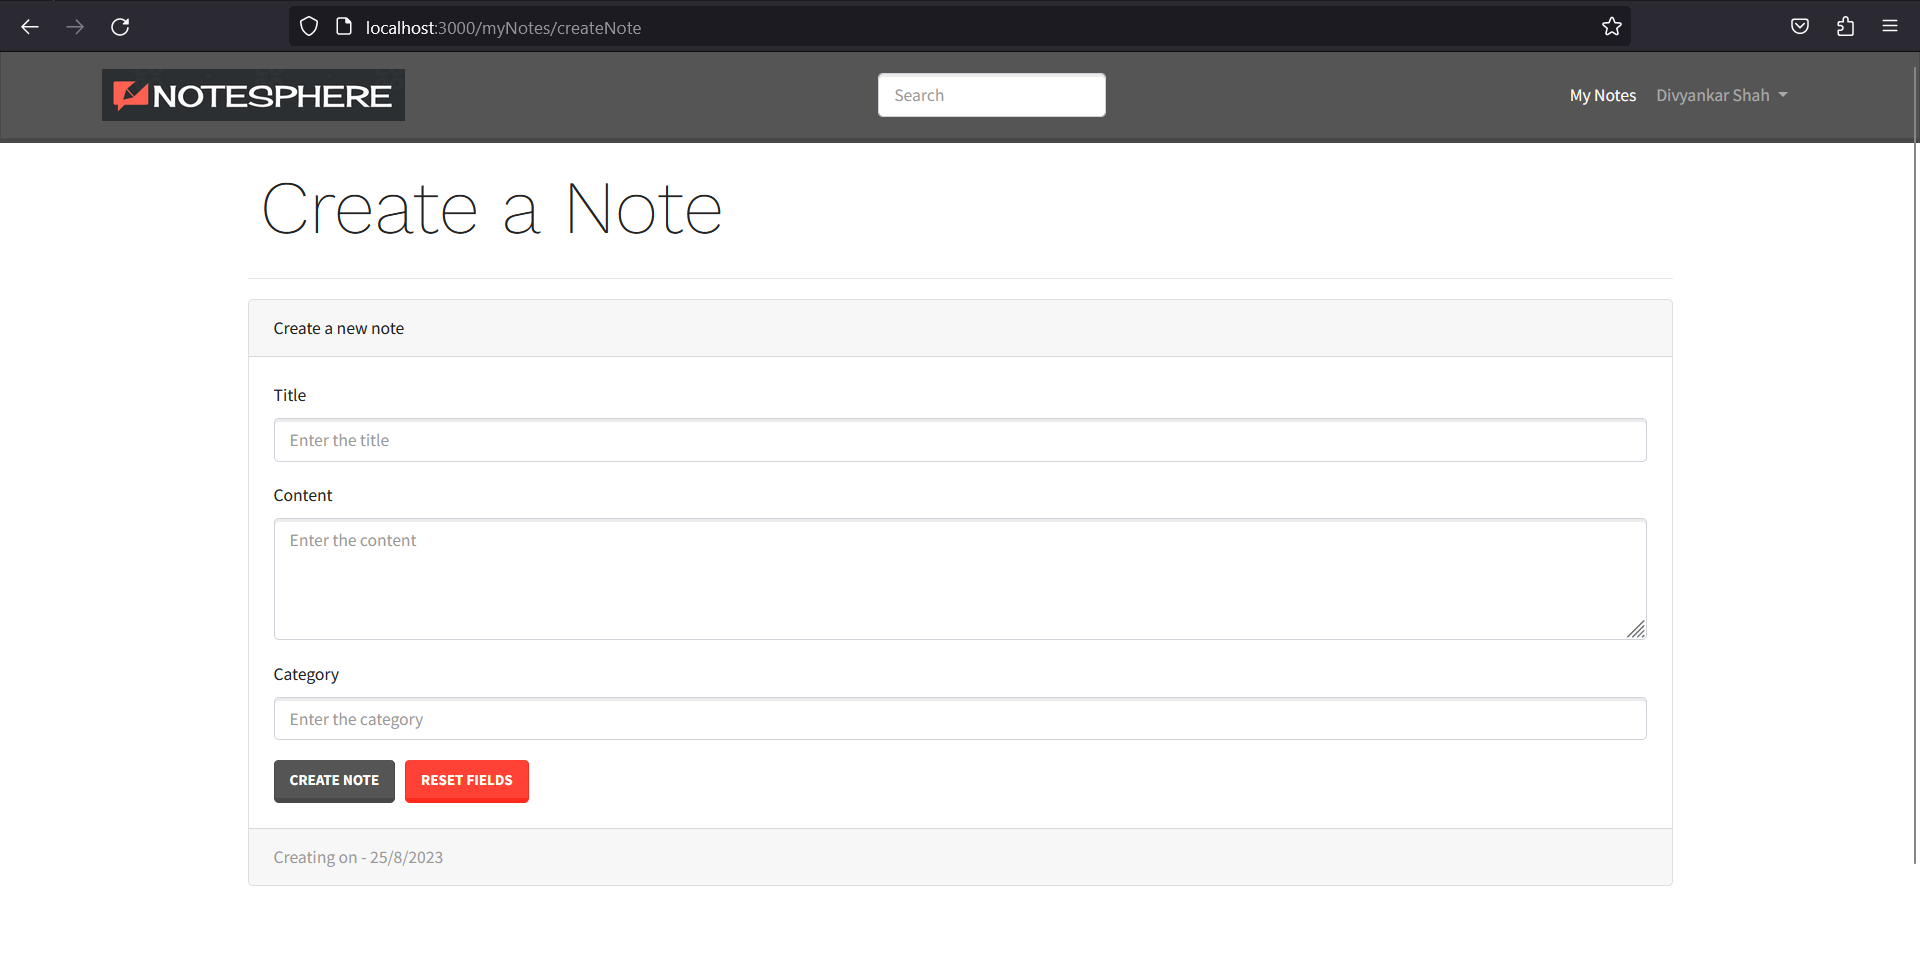 localhost:3000/myNotes/createNote
NOTESPHERE
Search
My Notes
Divyankar Shah
Create a Note
Create a new note
Title
Enter the title
Content
Enter the content
Category
Enter the category
CREATE NOTE
RESET FIELDS
Creating on - 25/8/2023